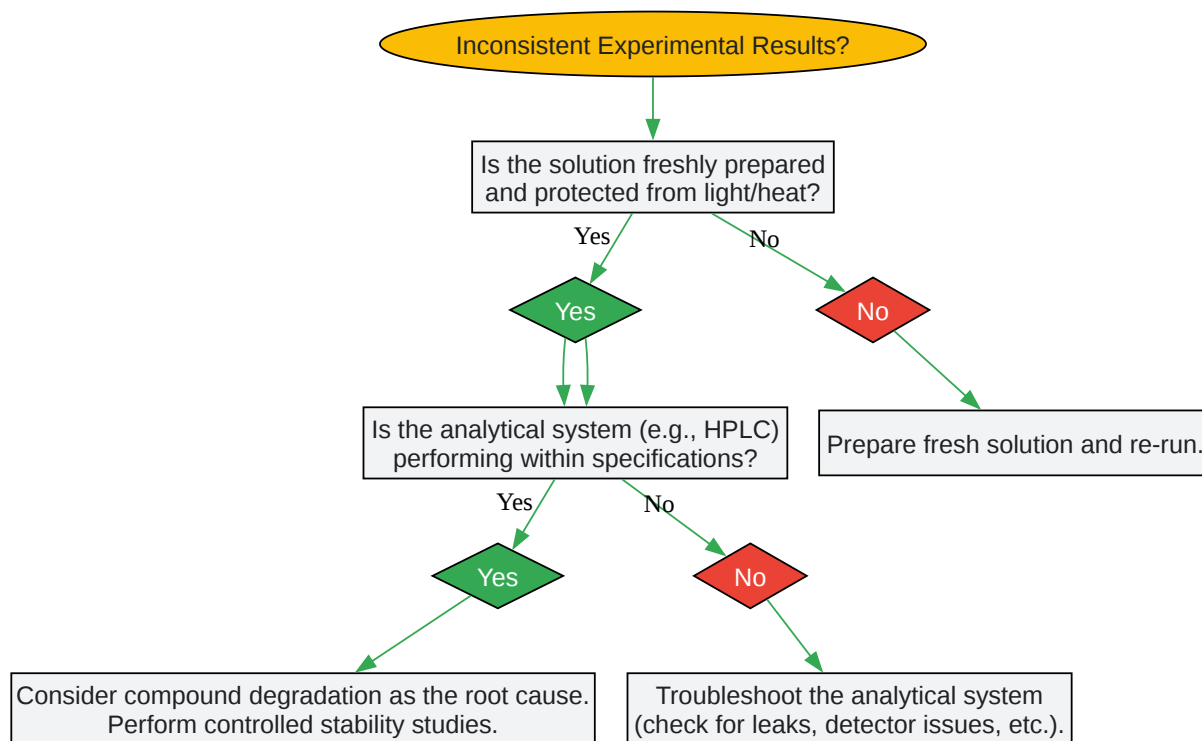 Inconsistent Experimental Results?
Is the solution freshly prepared
and protected from light/heat?
Yes
No
Yes
No
Is the analytical system (e.g., HPLC)
performing within specifications?
Prepare fresh solution and re-run.
Yes
No
Yes
No
Consider compound degradation as the root cause.
Perform controlled stability studies.
Troubleshoot the analytical system
(check for leaks, detector issues, etc.).